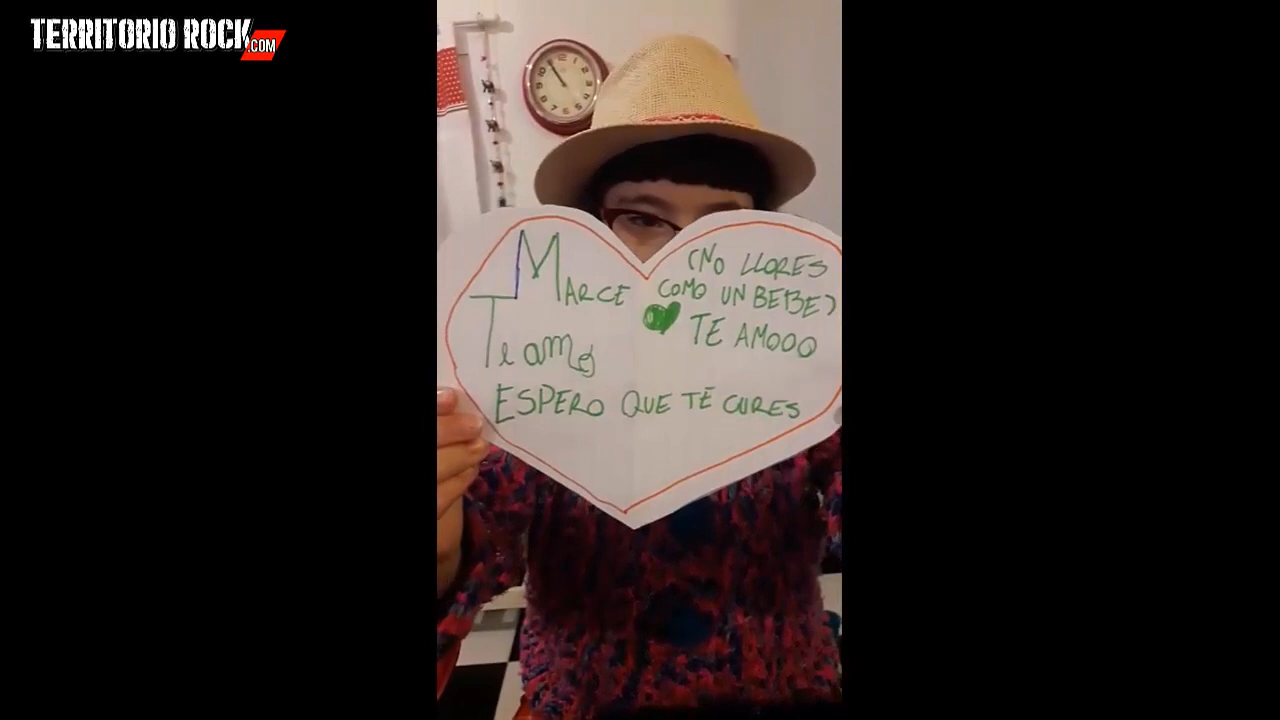 TERRITORIO ROCK.COM
MARCE
Te amo
(NO LLORES
COMO UN BEBE)
TE AMOOO
ESPERO QUE TE CURES